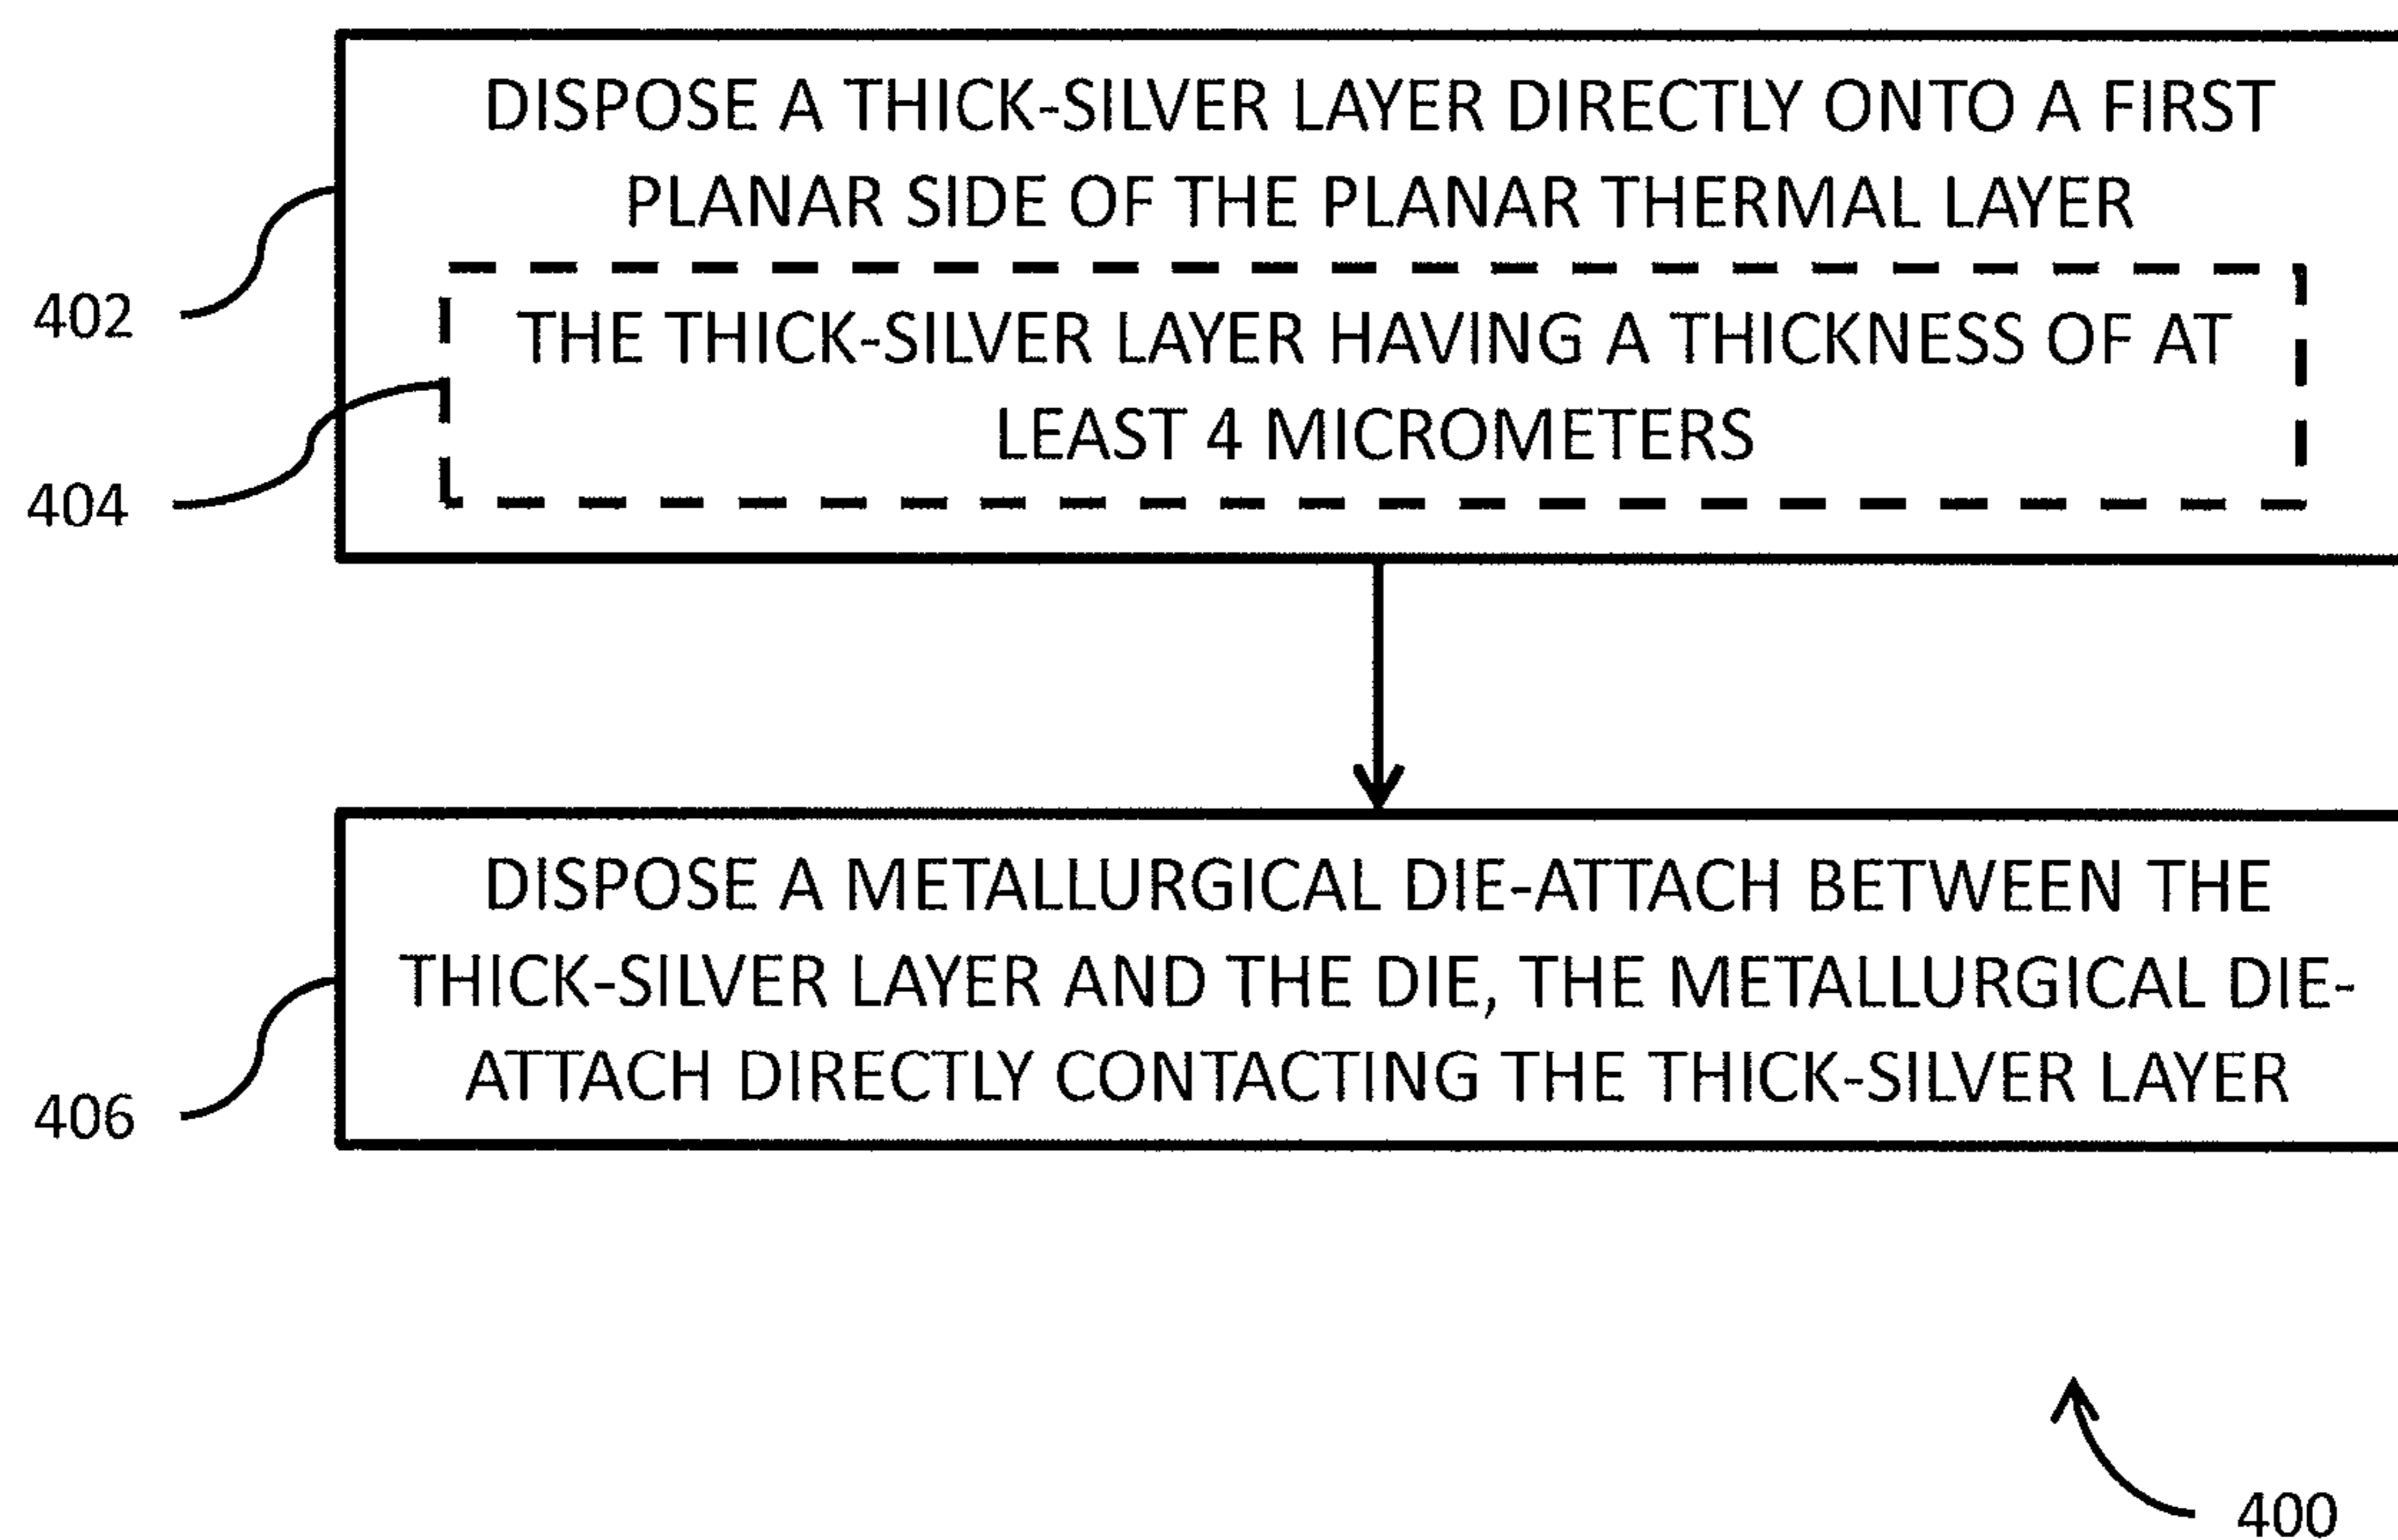 DISPOSE A THICK-SILVER LAYER DIRECTLY ONTO A FIRST
PLANAR SIDE OF THE PLANAR THERMAL LAYER
402
THE THICK-SILVER LAYER HAVING A THICKNESS OF AT
LEAST 4 MICROMETERS
404
DISPOSE A METALLURGICAL DIE-ATTACH BETWEEN THE
THICK-SILVER LAYER AND THE DIE, THE METALLURGICAL DIE-
ATTACH DIRECTLY CONTACTING THE THICK-SILVER LAYER
406
400